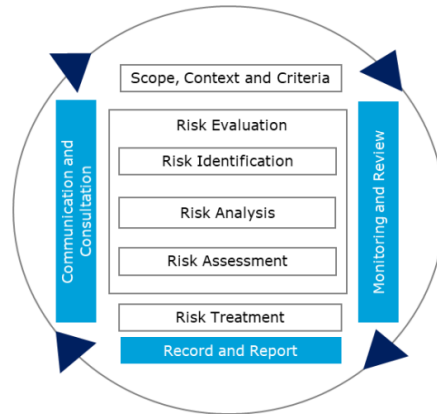 Scope, Context and Criteria
Communication and
Consultation
Risk Evaluation
Risk Identification
Risk Analysis
Risk Assessment
Monitoring and Review
Risk Treatment
Record and Report